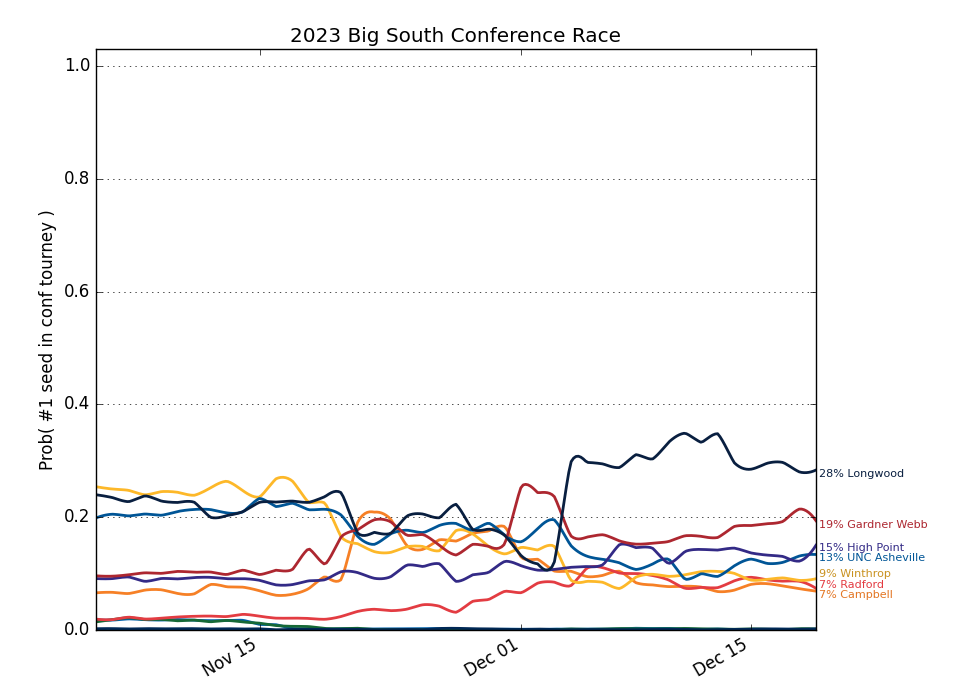 2023 Big South Conference Race
Prob( #1 seed in conf tourney )
1.0
0.8
0.6
0.4
0.2
0.0
28% Longwood
19% Gardner Webb
15% High Point
13% UNC Asheville
9% Winthrop
7% Radford
7% Campbell
Nov 15
Dec 01
Dec 15